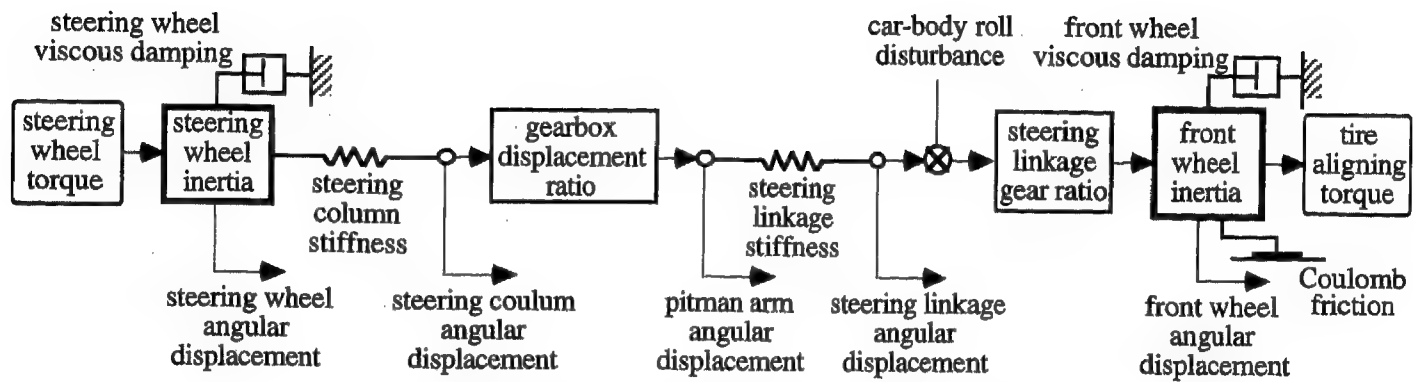 steering wheel
viscous damping
car-body roll
disturbance
front wheel
viscous damping
steering
wheel
torque
steering
wheel
inertia
gearbox
displacement
ratio
steering
linkage
gear ratio
front
wheel
inertia
tire
aligning
torque
steering
column
stiffness
steering
linkage
stiffness
steering wheel
angular
displacement
steering coulum
angular
displacement
pitman arm
angular
displacement
steering linkage
angular
displacement
front wheel
angular
displacement
Coulomb
friction